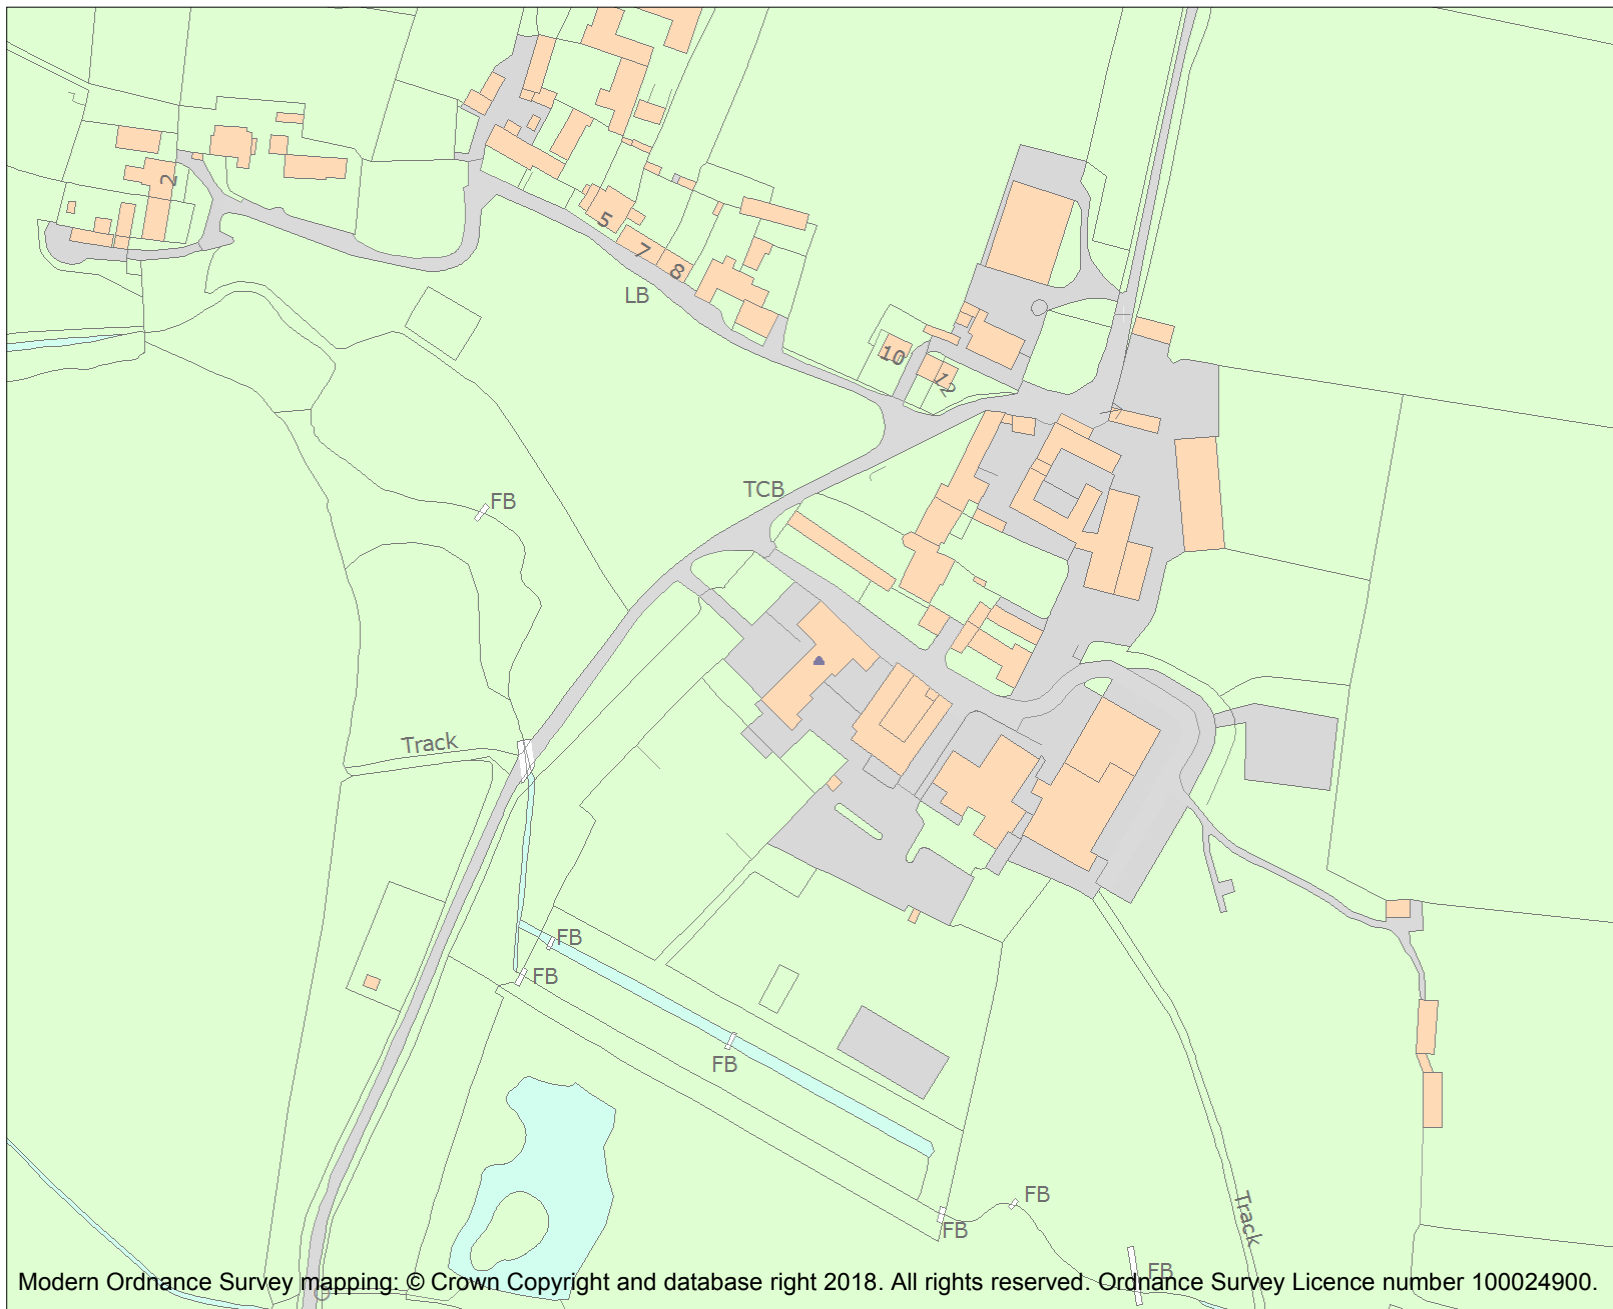 2
5
7
8
LB
10
12
TCB
FB
Track
FB
FB
FB
FB
FB
Track
FB
Modern Ordnance Survey mapping: © Crown Copyright and database right 2018. All rights reserved. Ordnance Survey Licence number 100024900.